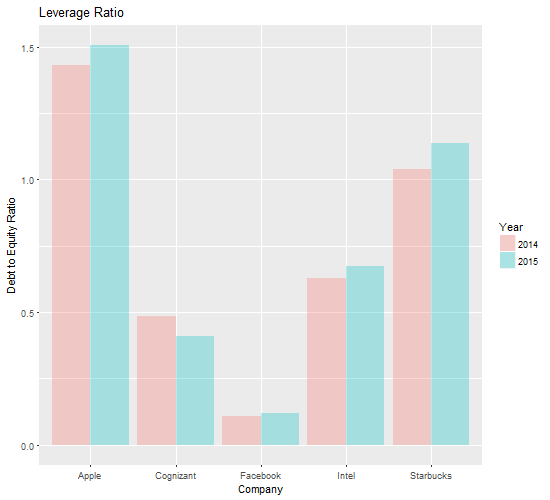 Leverage Ratio
1.5
1.0
0.5
0.0
Debt to Equity Ratio
Apple
Cognizant
Facebook
Intel
Starbucks
Company
Year
2014
2015